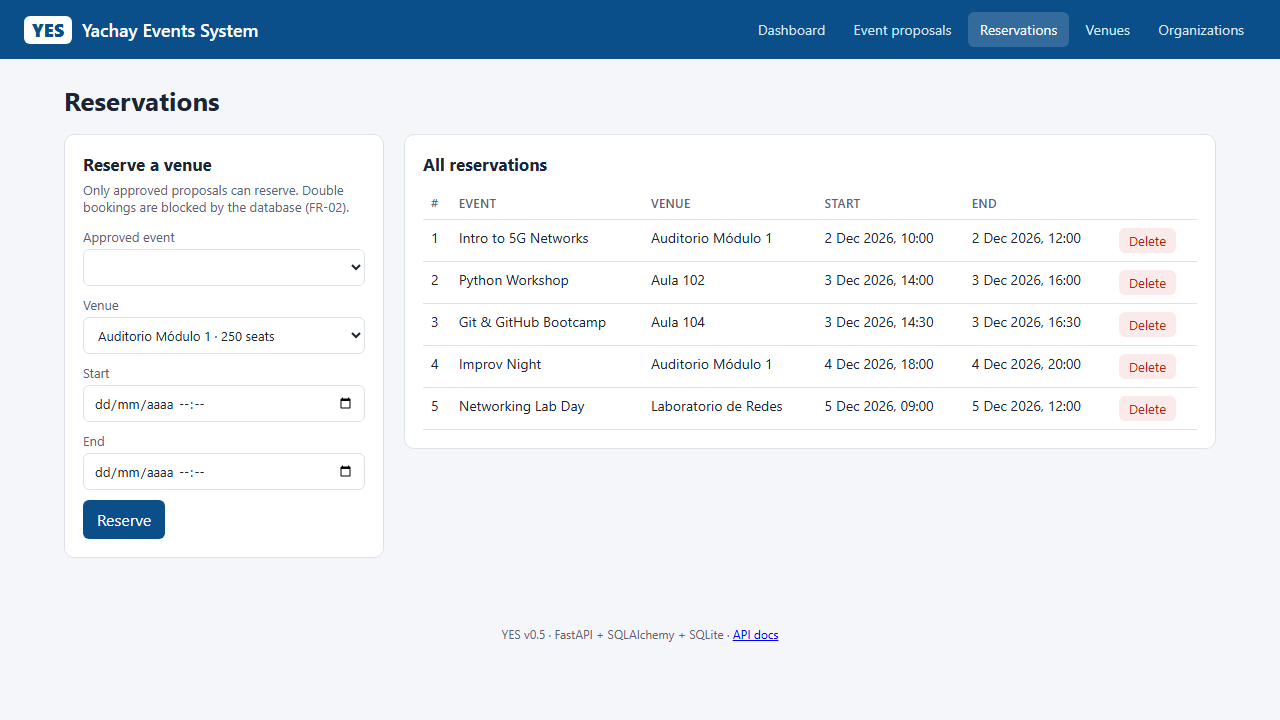 YES Yachay Events System Dashboard Event proposals Reservations Venues Organizations
Reservations
Reserve a venue
Only approved proposals can reserve. Double
bookings are blocked by the database (FR-02).
Approved event
Venue
Auditorio Módulo 1 · 250 seats
Start
dd/mm/aaaa --:--
End
dd/mm/aaaa --:--
Reserve
All reservations
# EVENT VENUE START END
1 Intro to 5G Networks Auditorio Módulo 1 2 Dec 2026, 10:00 2 Dec 2026, 12:00 Delete
2 Python Workshop Aula 102 3 Dec 2026, 14:00 3 Dec 2026, 16:00 Delete
3 Git & GitHub Bootcamp Aula 104 3 Dec 2026, 14:30 3 Dec 2026, 16:30 Delete
4 Improv Night Auditorio Módulo 1 4 Dec 2026, 18:00 4 Dec 2026, 20:00 Delete
5 Networking Lab Day Laboratorio de Redes 5 Dec 2026, 09:00 5 Dec 2026, 12:00 Delete
YES v0.5 · FastAPI + SQLAlchemy + SQLite · API docs